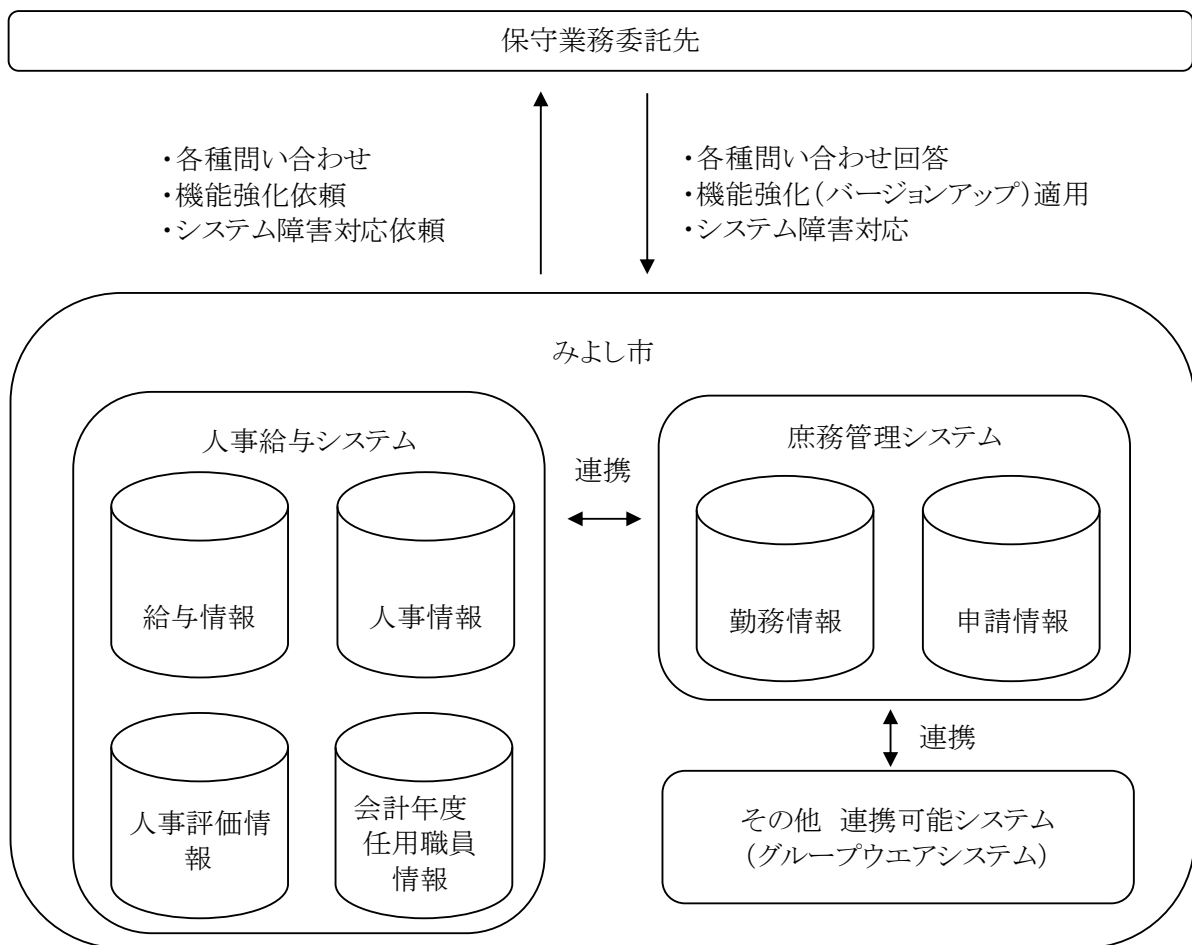 保守業務委託先
・各種問い合わせ
・機能強化依頼
・システム障害対応依頼
・各種問い合わせ回答
・機能強化(バージョンアップ)適用
・システム障害対応
みよし市
人事給与システム
給与情報
人事情報
人事評価情
報
会計年度
任用職員
情報
連携
庶務管理システム
勤務情報
申請情報
連携
その他 連携可能システム
(グループウエアシステム)